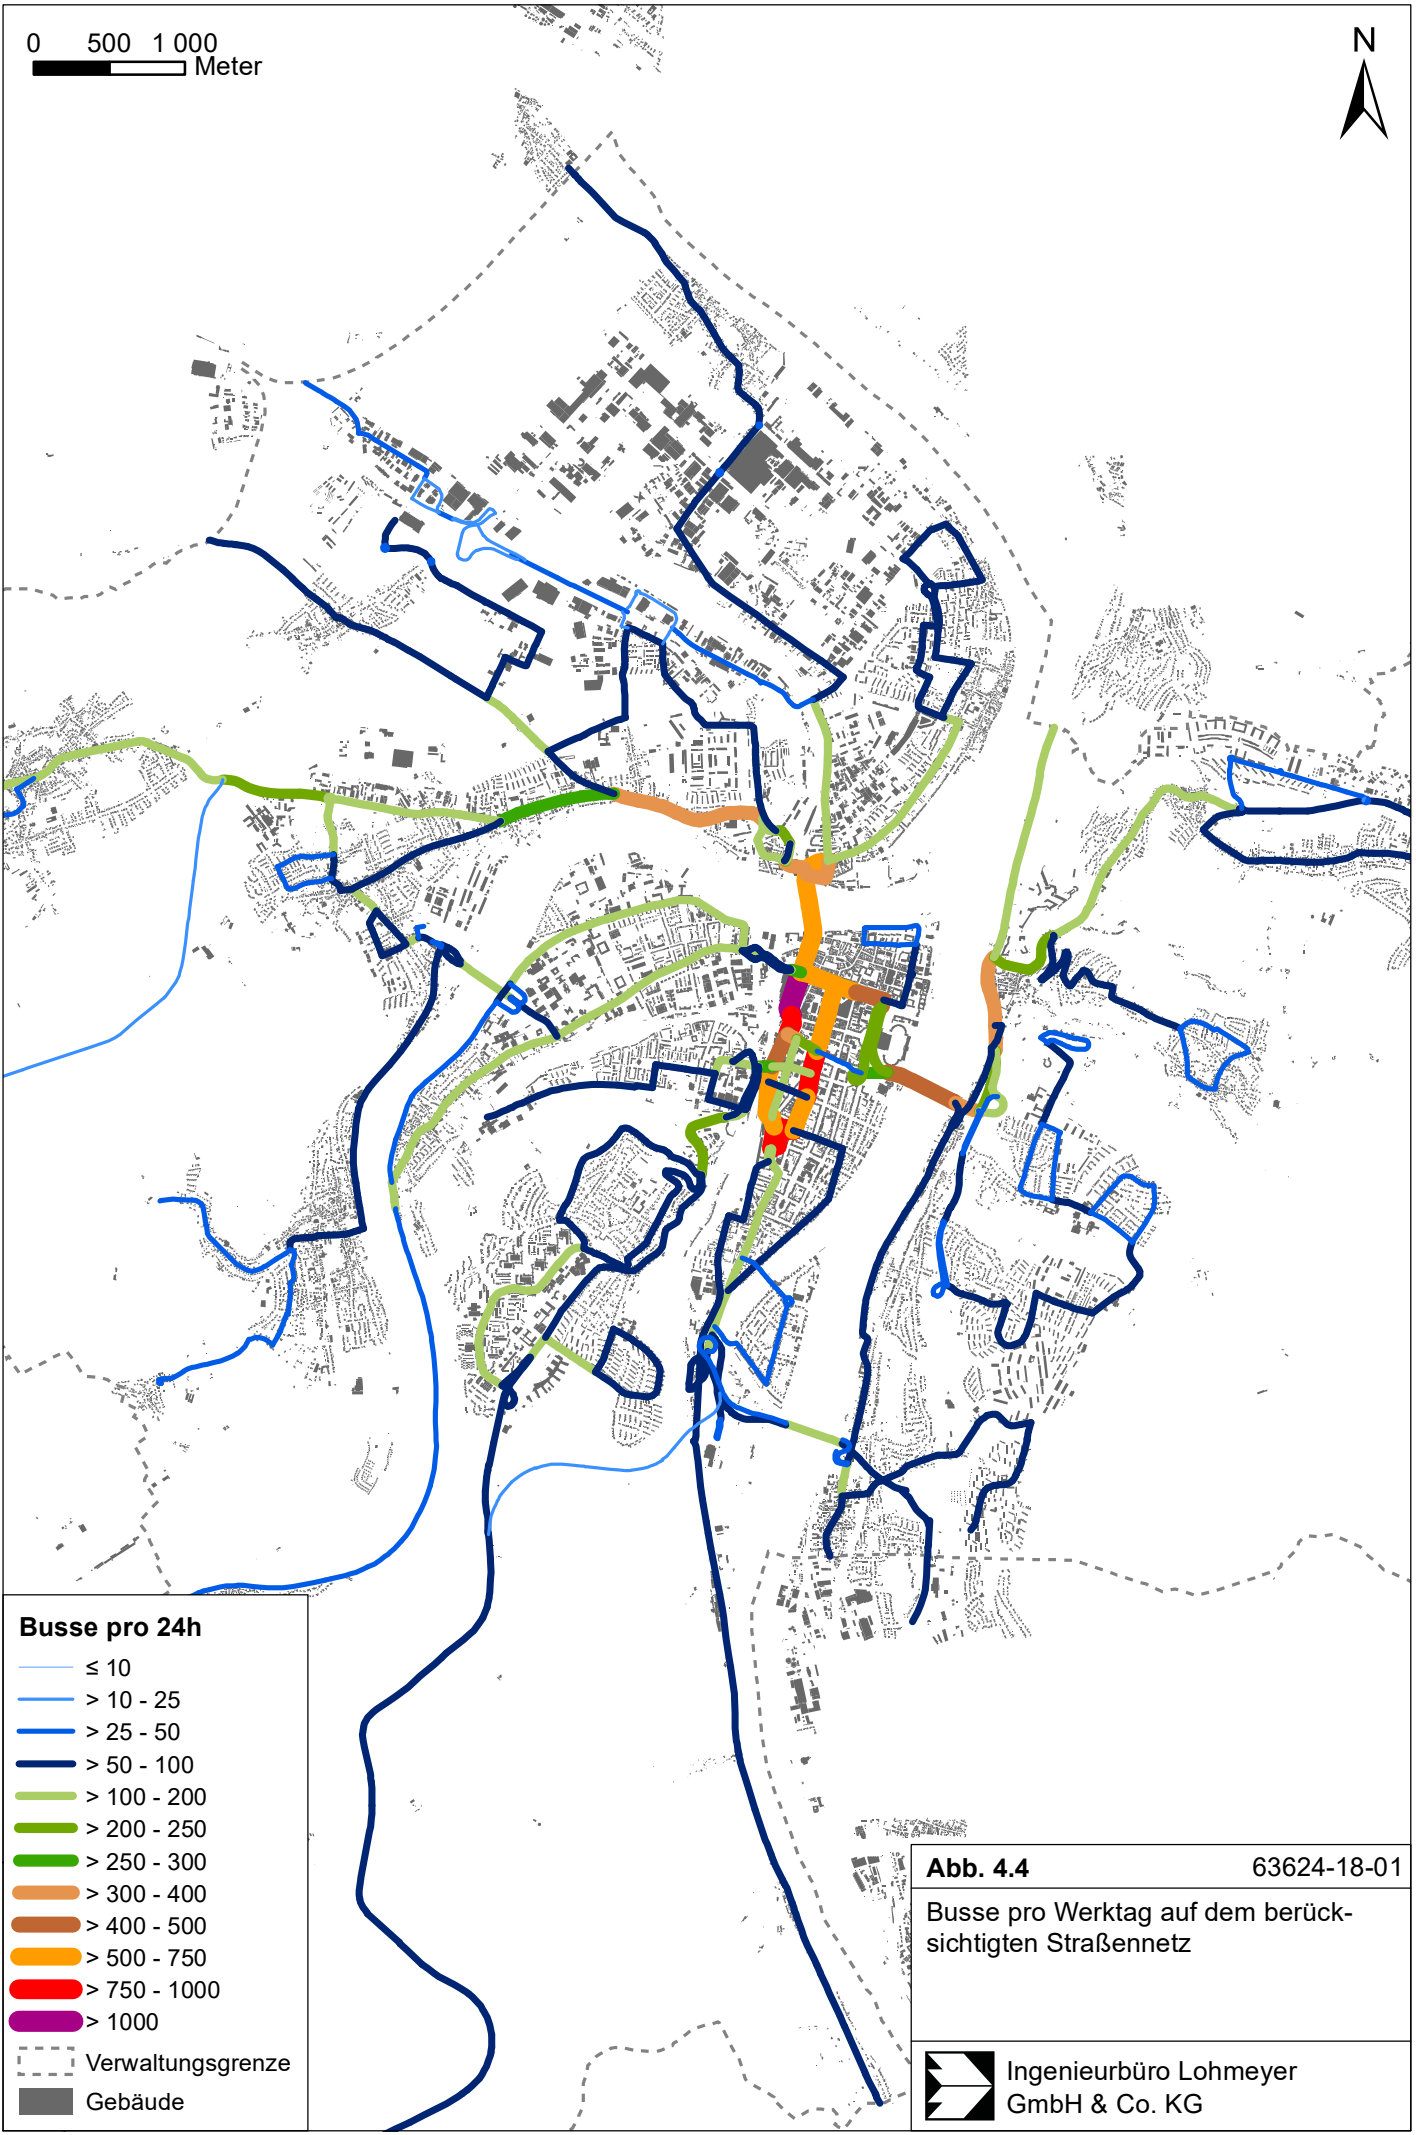 0 500 1 000
Meter
N
Busse pro 24h
≤ 10
> 10 - 25
> 25 - 50
> 50 - 100
> 100 - 200
> 200 - 250
> 250 - 300
> 300 - 400
> 400 - 500
> 500 - 750
> 750 - 1000
> 1000
Verwaltungsgrenze
Gebäude
Abb. 4.4 63624-18-01
Busse pro Werktag auf dem berück-
sichtigten Straßennetz
Ingenieurbüro Lohmeyer
GmbH & Co. KG